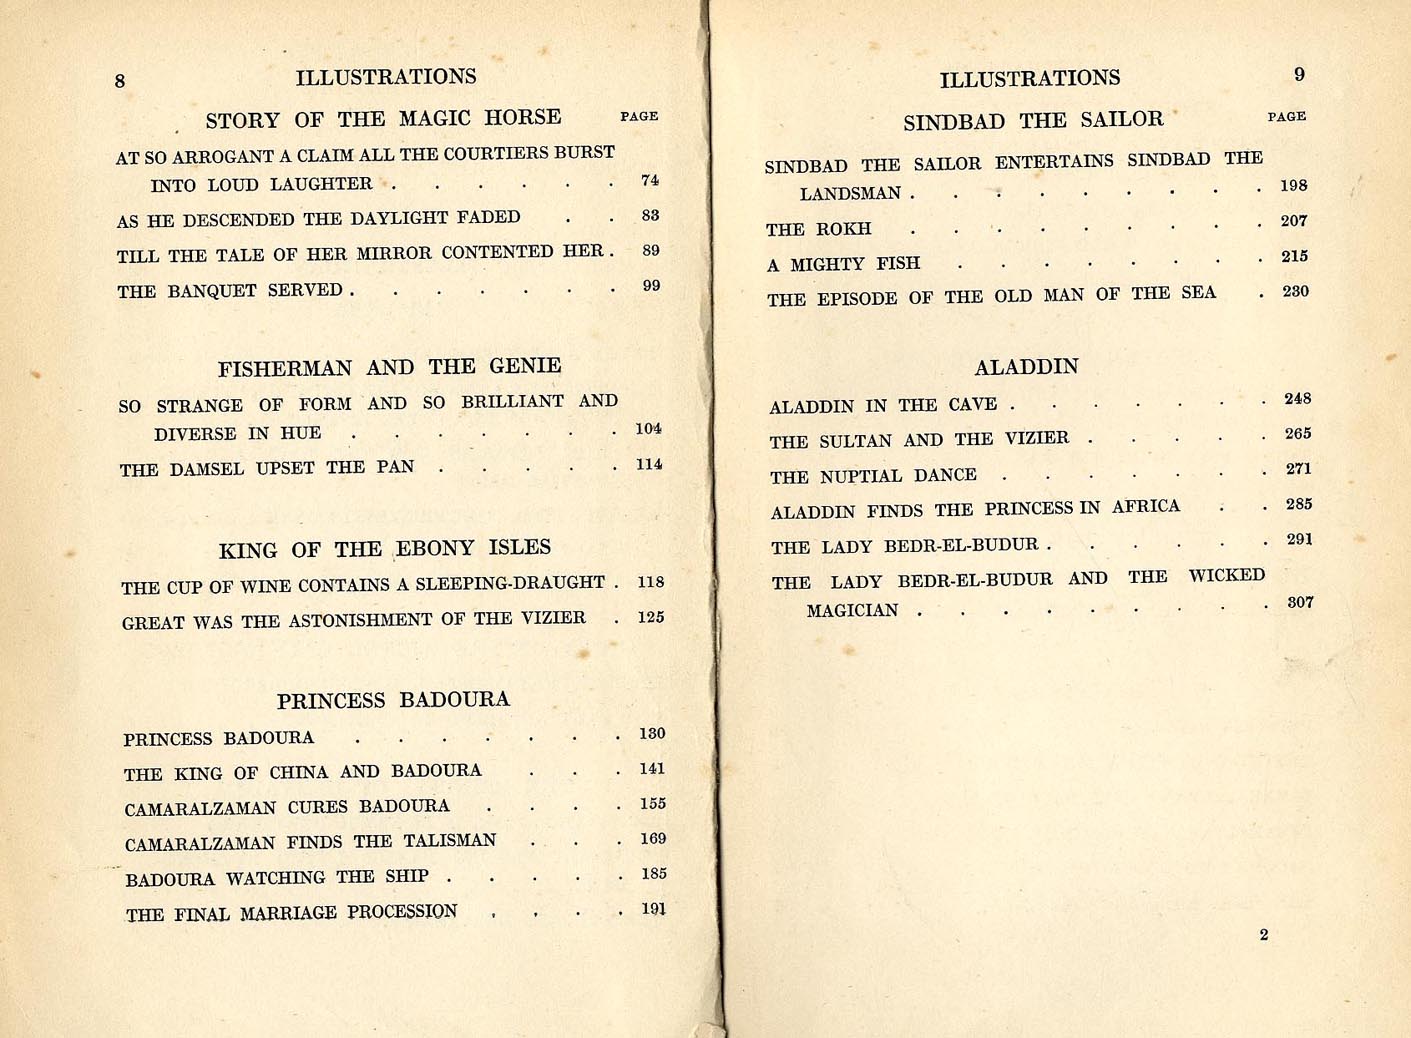 8 ILLUSTRATIONS
STORY OF THE MAGIC HORSE PAGE
AT SO ARROGANT A CLAIM ALL THE COURTIERS BURST
INTO LOUD LAUGHTER . . . . . . 74
AS HE DESCENDED THE DAYLIGHT FADED . . 83
TILL THE TALE OF HER MIRROR CONTENTED HER . 89
THE BANQUET SERVED . . . . . . . 99
FISHERMAN AND THE GENIE
SO STRANGE OF FORM AND SO BRILLIANT AND
DIVERSE IN HUE . . . . . . . 104
THE DAMSEL UPSET THE PAN . . . . . 114
KING OF THE EBONY ISLES
THE CUP OF WINE CONTAINS A SLEEPING-DRAUGHT . 118
GREAT WAS THE ASTONISHMENT OF THE VIZIER . 125
PRINCESS BADOURA
PRINCESS BADOURA . . . . . . . 130
THE KING OF CHINA AND BADOURA . . . 141
CAMARALZAMAN CURES BADOURA . . . . 155
CAMARALZAMAN FINDS THE TALISMAN . . . 169
BADOURA WATCHING THE SHIP . . . . . 185
THE FINAL MARRIAGE PROCESSION . . . . 191
ILLUSTRATIONS 9
SINDBAD THE SAILOR PAGE
SINDBAD THE SAILOR ENTERTAINS SINDBAD THE
LANDSMAN . . . . . . . . . 198
THE ROKH . . . . . . . . . 207
A MIGHTY FISH . . . . . . . . 215
THE EPISODE OF THE OLD MAN OF THE SEA . 230
ALADDIN
ALADDIN IN THE CAVE . . . . . . . 248
THE SULTAN AND THE VIZIER . . . . . 265
THE NUPTIAL DANCE . . . . . . . 271
ALADDIN FINDS THE PRINCESS IN AFRICA . . 285
THE LADY BEDR-EL-BUDUR . . . . . . 291
THE LADY BEDR-EL-BUDUR AND THE WICKED
MAGICIAN . . . . . . . . . 307
2